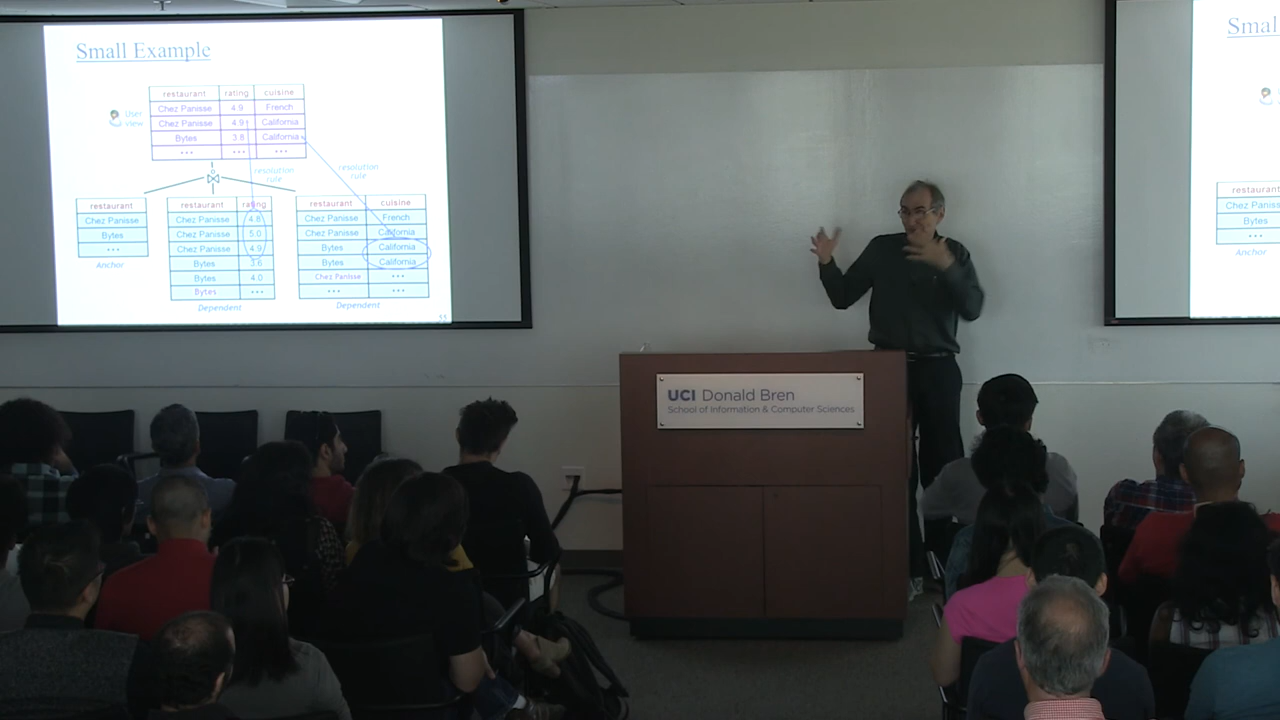 Small Example
restaurant rating cuisine
Chez Panisse 4.9 French
Chez Panisse 4.9 California
Bytes 3.8 California
••• ••• •••
User
view
resolution
rule
resolution
rule
restaurant
Chez Panisse
Bytes
•••
Anchor
restaurant rating
Chez Panisse 4.8
Chez Panisse 5.0
Chez Panisse 4.9
Bytes 3.6
Bytes 4.0
Bytes •••
Dependent
restaurant cuisine
Chez Panisse French
Chez Panisse California
Bytes California
Bytes California
Chez Panisse •••
••• •••
Dependent
55
UCI Donald Bren
School of Information & Computer Sciences
Smal
restaurant
Chez Panis
Bytes
•••
Anchor